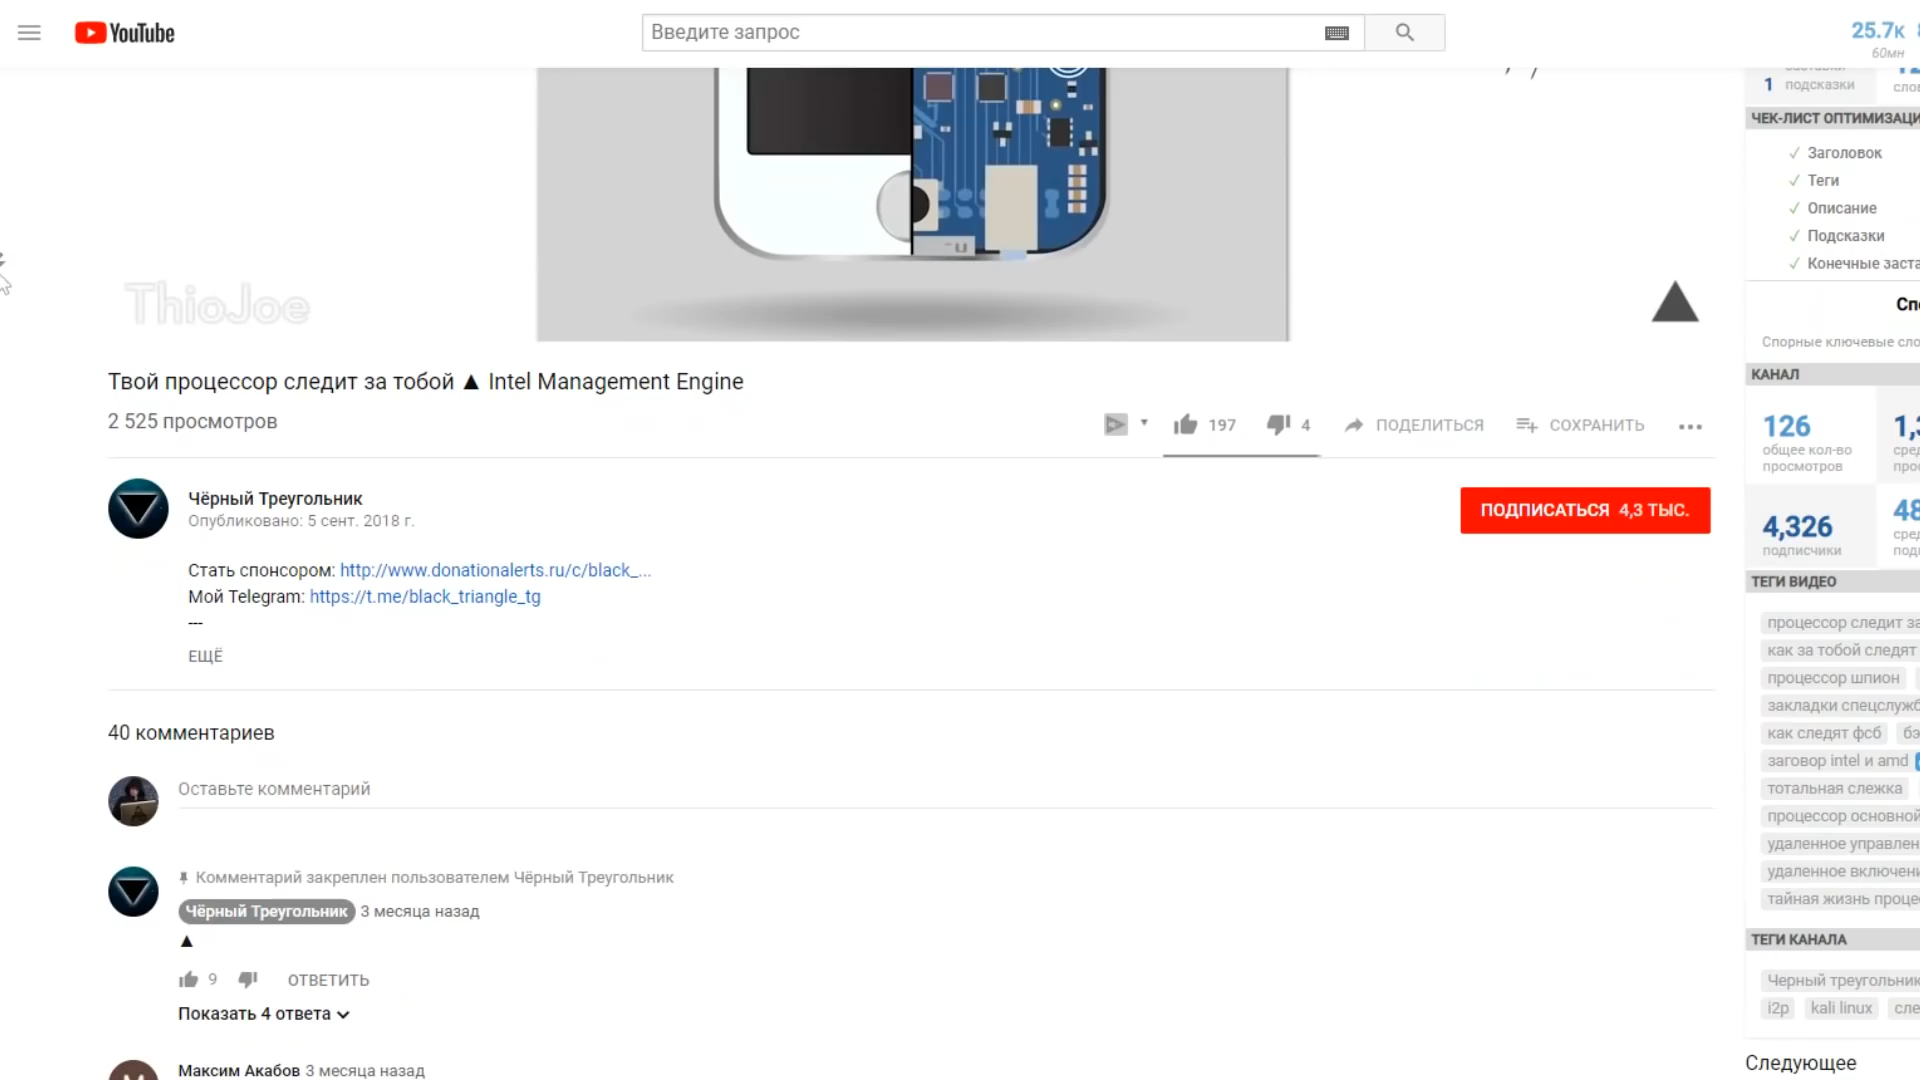 YouTube
Введите запрос
25.7к
60мн
1 подсказки
ЧЕК-ЛИСТ ОПТИМИЗАЦИ
✓ Заголовок
✓ Теги
✓ Описание
✓ Подсказки
✓ Конечные заста
Спорные ключевые сло
ThioJoe
Твой процессор следит за тобой ▲ Intel Management Engine
2 525 просмотров
197
4
ПОДЕЛИТЬСЯ
СОХРАНИТЬ
Чёрный Треугольник
Опубликовано: 5 сент. 2018 г.
ПОДПИСАТЬСЯ 4,3 ТЫС.
Стать спонсором: http://www.donationalerts.ru/c/black_...
Мой Telegram: https://t.me/black_triangle_tg
---
ЕЩЁ
40 комментариев
Оставьте комментарий
Комментарий закреплен пользователем Чёрный Треугольник
Чёрный Треугольник 3 месяца назад
▲
9
ОТВЕТИТЬ
Показать 4 ответа
Максим Акабов 3 месяца назад
КАНАЛ
126
общее кол-во
просмотров
4,326
подписчики
ТЕГИ ВИДЕО
процессор следит за
как за тобой следят
процессор шпион
закладки спецслужб
как следят фсб
заговор intel и amd
тотальная слежка
процессор основной
удаленное управлен
удаленное включени
тайная жизнь проце
ТЕГИ КАНАЛА
Черный треугольник
i2p kali linux сле
Следующее